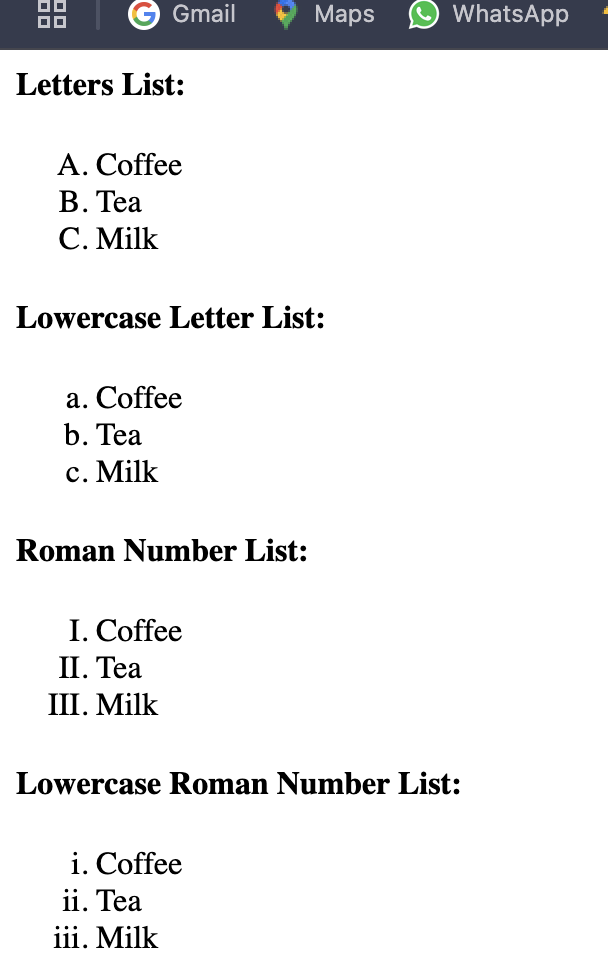 Gmail Maps WhatsApp
Letters List:
A. Coffee
B. Tea
C. Milk
Lowercase Letter List:
a. Coffee
b. Tea
c. Milk
Roman Number List:
I. Coffee
II. Tea
III. Milk
Lowercase Roman Number List:
i. Coffee
ii. Tea
iii. Milk